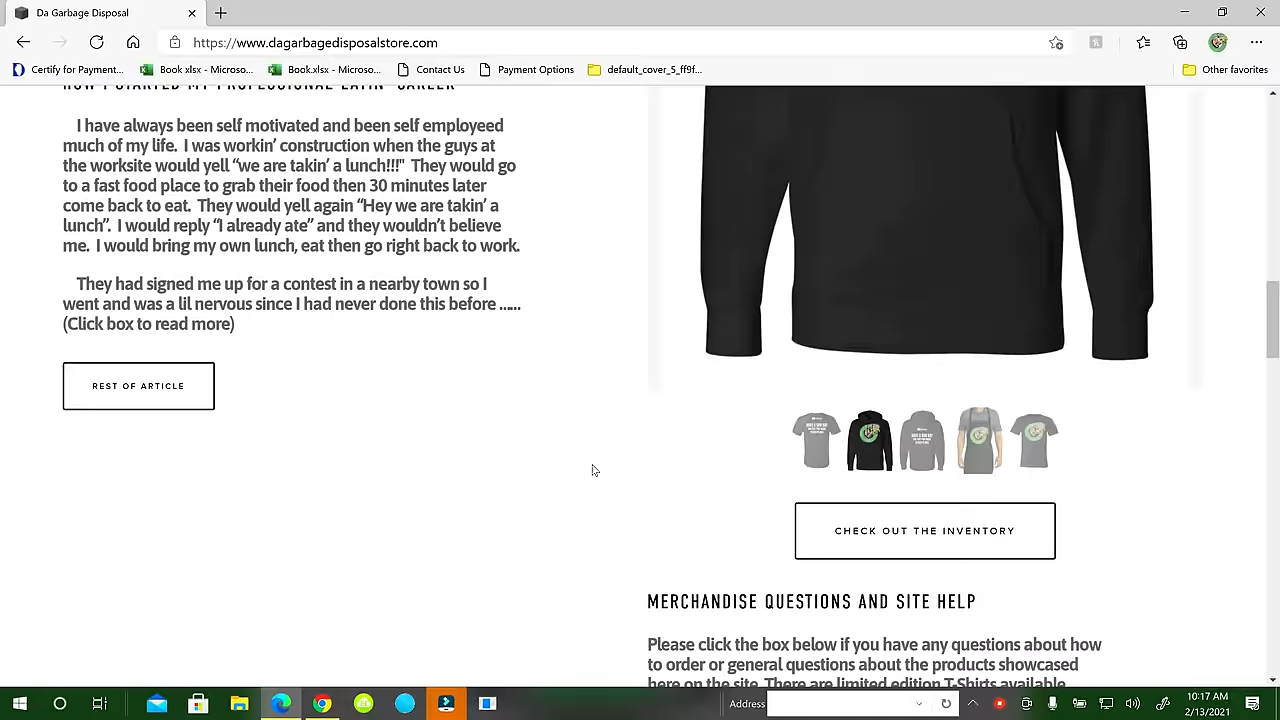 Da Garbage Disposal
https://www.dagarbagedisposalstore.com
Certify for Payment...
Book xlsx - Microso...
Book.xlsx - Microso...
Contact Us
Payment Options
default_cover_5_ff9f...
Other favorites
HOW I STARTED MY PROFESSIONAL EATIN' CAREER
I have always been self motivated and been self employeed
much of my life. I was workin’ construction when the guys at
the worksite would yell “we are takin’ a lunch!!!" They would go
to a fast food place to grab their food then 30 minutes later
come back to eat. They would yell again “Hey we are takin’ a
lunch”. I would reply “I already ate” and they wouldn’t believe
me. I would bring my own lunch, eat then go right back to work.
They had signed me up for a contest in a nearby town so I
went and was a lil nervous since I had never done this before ......
(Click box to read more)
REST OF ARTICLE
CHECK OUT THE INVENTORY
MERCHANDISE QUESTIONS AND SITE HELP
Please click the box below if you have any questions about how
to order or general questions about the products showcased
here on the site. There are limited edition T-Shirts available
Address
10:17 AM
2/13/2021